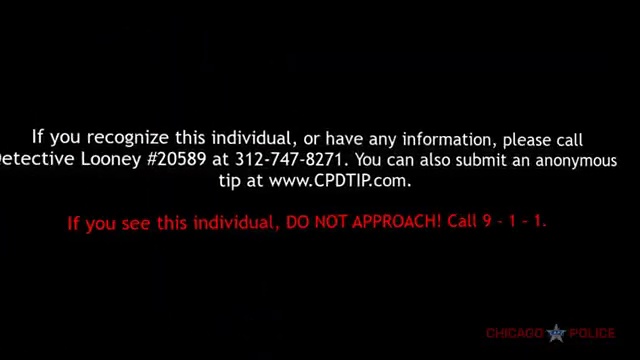 If you recognize this individual, or have any information, please call
etective Looney #20589 at 312-747-8271. You can also submit an anonymous
tip at www.CPDTIP.com.
If you see this individual, DO NOT APPROACH! Call 9 - 1 - 1.
CHICAGO POLICE